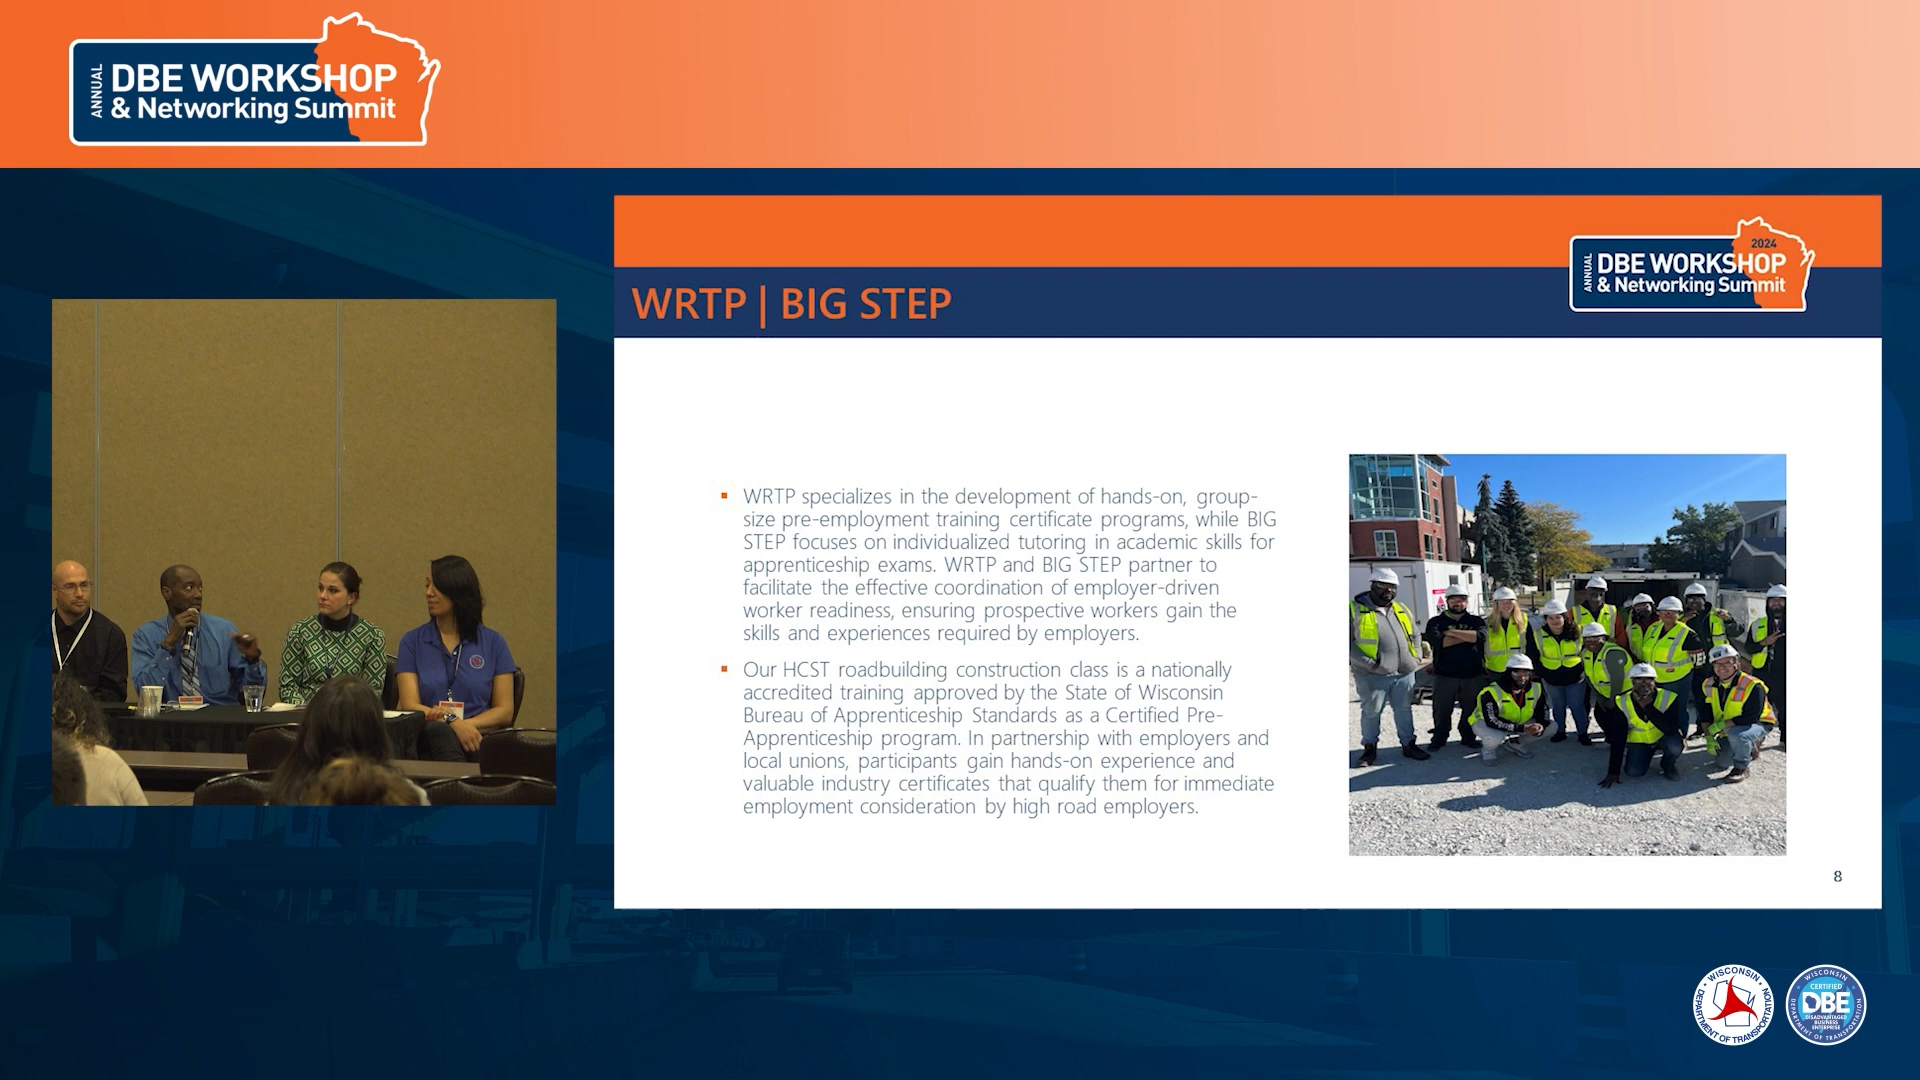 ANNUAL
DBE WORKSHOP
& Networking Summit
2024
ANNUAL
DBE WORKSHOP
& Networking Summit
WRTP | BIG STEP
WRTP specializes in the development of hands-on, group-
size pre-employment training certificate programs, while BIG
STEP focuses on individualized tutoring in academic skills for
apprenticeship exams. WRTP and BIG STEP partner to
facilitate the effective coordination of employer-driven
worker readiness, ensuring prospective workers gain the
skills and experiences required by employers.
Our HCST roadbuilding construction class is a nationally
accredited training approved by the State of Wisconsin
Bureau of Apprenticeship Standards as a Certified Pre-
Apprenticeship program. In partnership with employers and
local unions, participants gain hands-on experience and
valuable industry certificates that qualify them for immediate
employment consideration by high road employers.
8
WISCONSIN
DEPARTMENT OF TRANSPORTATION
WISCONSIN
CERTIFIED
DBE
DISADVANTAGED
BUSINESS
ENTERPRISE
DEPARTMENT OF TRANSPORTATION